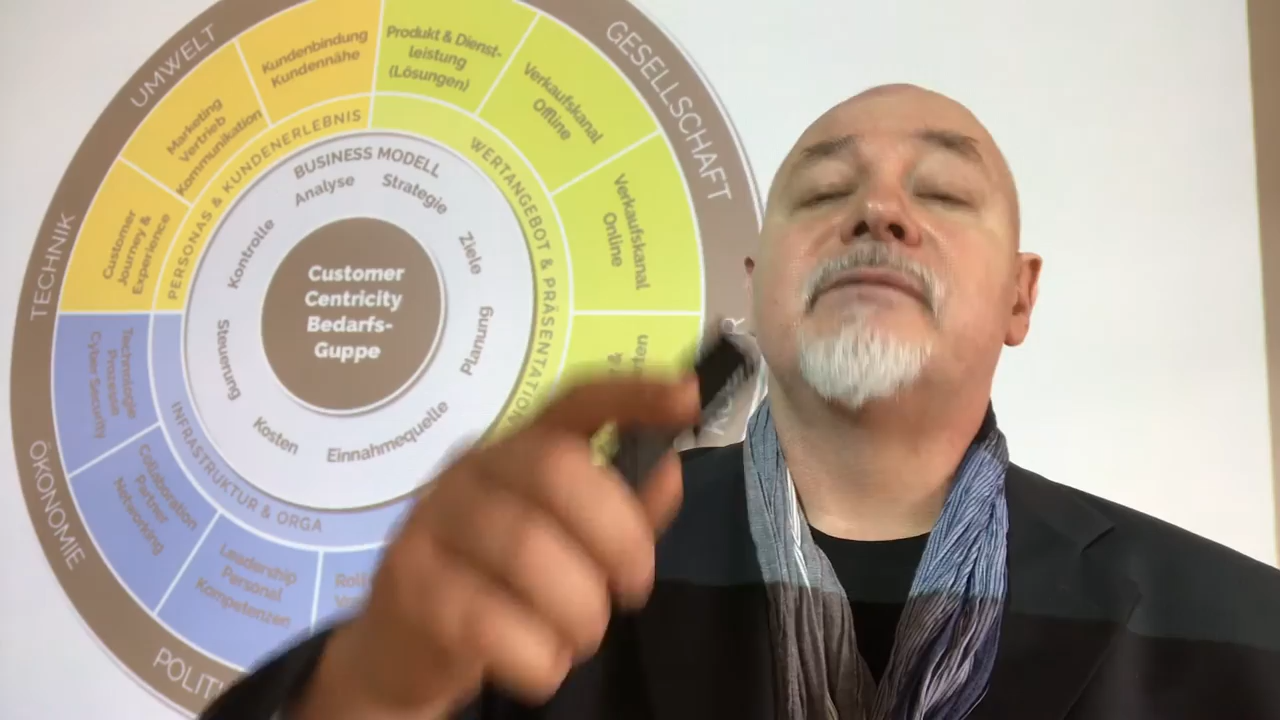 UMWELT
GESELLSCHAFT
TECHNIK
ÖKONOMIE
Kundenbindung
Kundennähe
Produkt & Dienst-
leistung
(Lösungen)
Verkaufskanal
Offline
Verkaufskanal
Online
Marketing
Vertrieb
Kommunikation
Customer
Journey &
Experience
PERSONAS & KUNDENERLEBNIS
WERTANGEBOT & PRÄSENTATION
BUSINESS MODELL
Analyse
Strategie
Ziele
Planung
Einnahmequelle
Kosten
Steuerung
Kontrolle
Customer
Centricity
Bedarfs-
Guppe
INFRASTRUKTUR & ORGA
Technologie
Prozessen
Cyber Security
Collaboration
Partner
Networking
Leadership
Personal
Kompetenzen